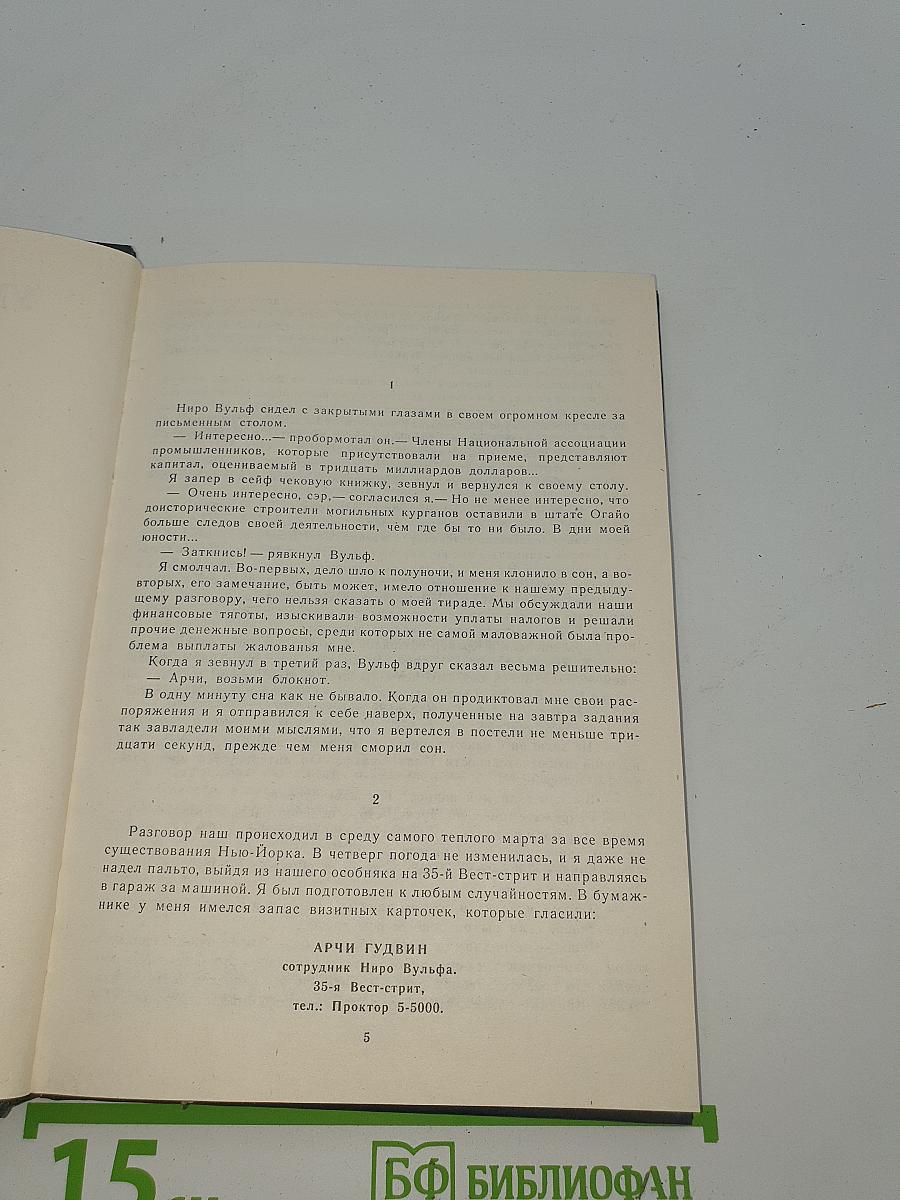 1
Ниро Вульф сидел с закрытыми глазами в своем огромном кресле за
письменным столом.
— Интересно...— пробормотал он.— Члены Национальной ассоциации
промышленников, которые присутствовали на приеме, представляют
капитал, оцениваемый в тридцать миллиардов долларов...
Я запер в сейф чековую книжку, зевнул и вернулся к своему столу.
— Очень интересно, сэр,— согласился я.— Но не менее интересно, что
доисторические строители могильных курганов оставили в штате Огайо
больше следов своей деятельности, чем где бы то ни было. В дни моей
юности...
— Заткнись! — рявкнул Вульф.
Я смолчал. Во-первых, дело шло к полуночи, и меня клонило в сон, а во-
вторых, его замечание, быть может, имело отношение к нашему предыду-
щему разговору, чего нельзя сказать о моей тираде. Мы обсуждали наши
финансовые тяготы, изыскивали возможности уплаты налогов и решали
прочие денежные вопросы, среди которых не самой маловажной была про-
блема выплаты жалованья мне.
Когда я зевнул в третий раз, Вульф вдруг сказал весьма решительно:
— Арчи, возьми блокнот.
В одну минуту сна как не бывало. Когда он продиктовал мне свои рас-
поряжения и я отправился к себе наверх, полученные на завтра задания
так завладели моими мыслями, что я вертелся в постели не меньше три-
дцати секунд, прежде чем меня сморил сон.
2
Разговор наш происходил в среду самого теплого марта за все время
существования Нью-Йорка. В четверг погода не изменилась, и я даже не
надел пальто, выйдя из нашего особняка на 35-й Вест-стрит и направляясь
в гараж за машиной. Я был подготовлен к любым случайностям. В бумаж-
нике у меня имелся запас визитных карточек, которые гласили:
АРЧИ ГУДВИН
сотрудник Ниро Вульфа.
35-я Вест-стрит,
тел.: Проктор 5-5000.
5
15 см
БФ БИБЛИОФАН